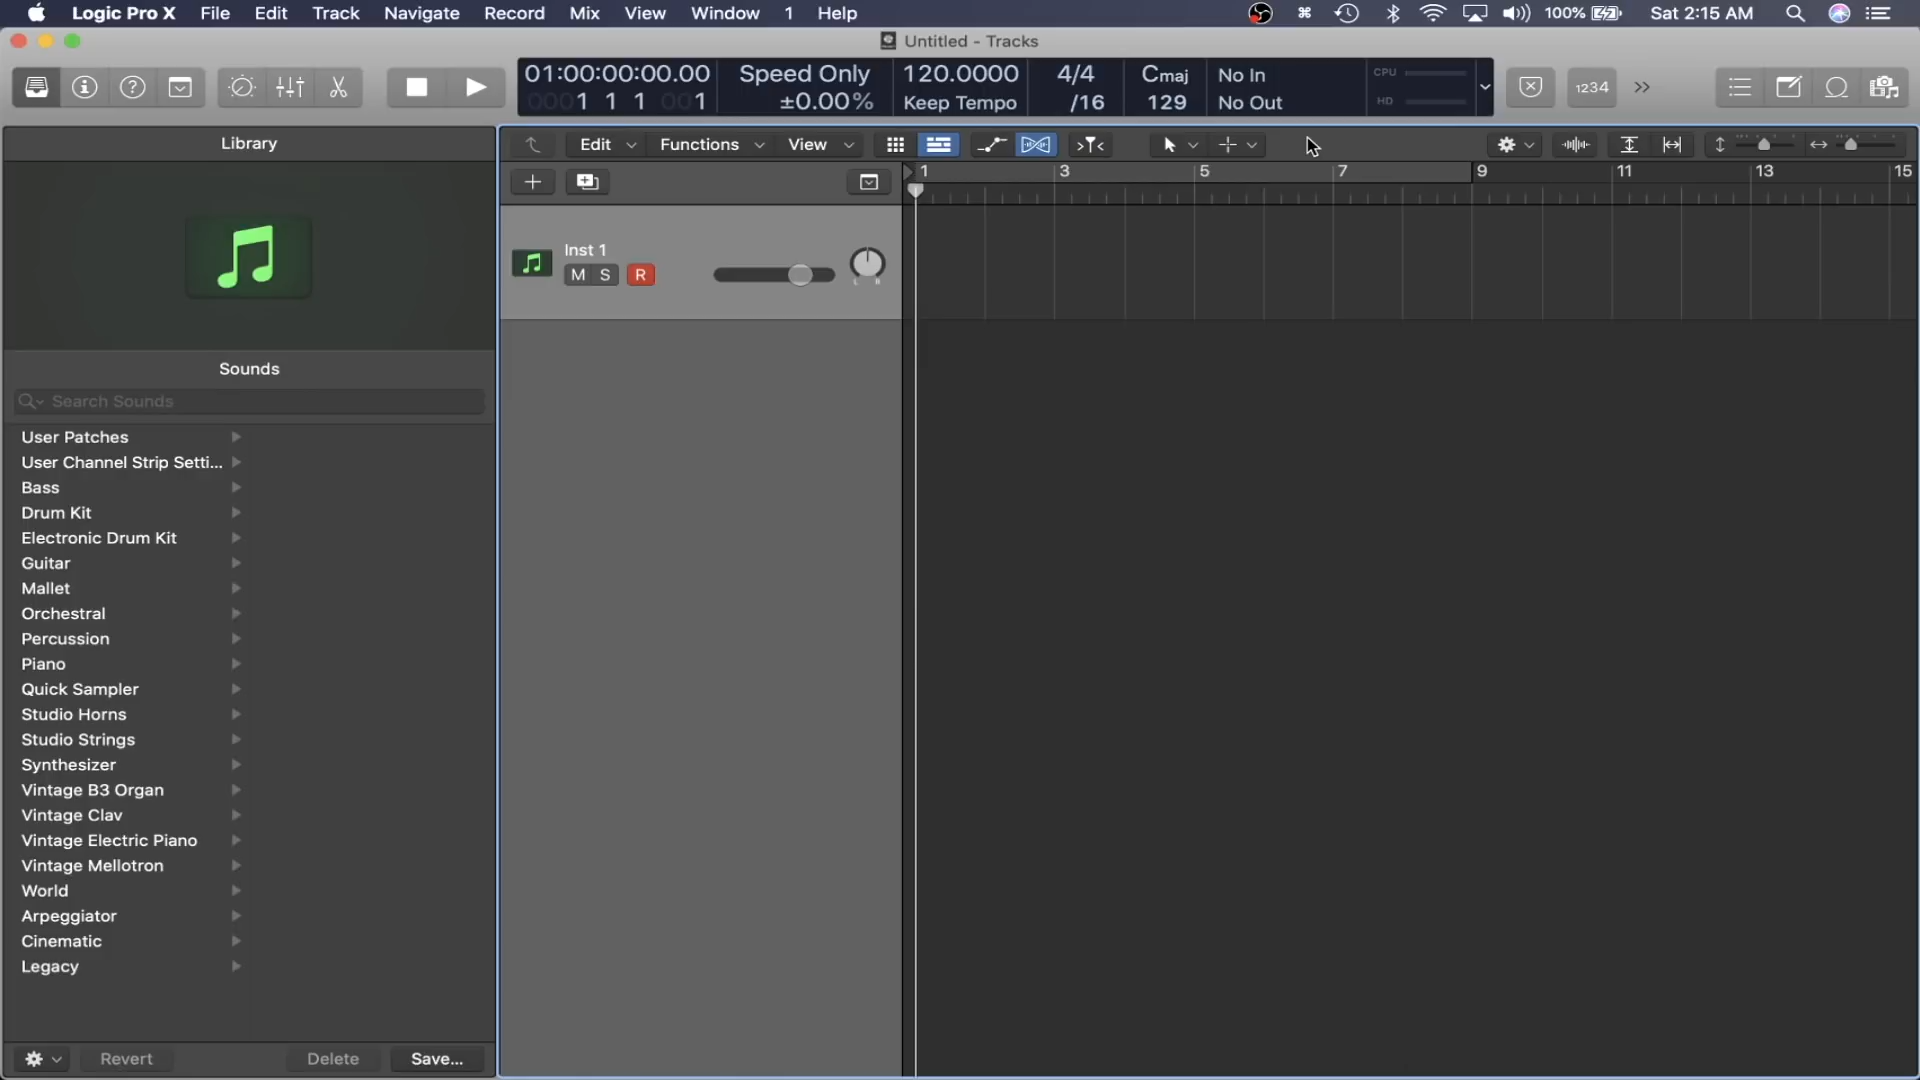 Logic Pro X File Edit Track Navigate Mix Record View Window 1 Help 100% Sat 2:15 AM
Untitled - Tracks
01:00:00:00.00 Speed Only 120.0000 4/4 Cmaj No In CPU
0001 1 1 001 ±0.00% Keep Tempo /16 129 No Out HD
1234
Library
Edit Functions View
1 3 5 7 9 11 13 15
Inst 1
M S R
L R
Sounds
Search Sounds
User Patches
User Channel Strip Setti...
Bass
Drum Kit
Electronic Drum Kit
Guitar
Mallet
Orchestral
Percussion
Piano
Quick Sampler
Studio Horns
Studio Strings
Synthesizer
Vintage B3 Organ
Vintage Clav
Vintage Electric Piano
Vintage Mellotron
World
Arpeggiator
Cinematic
Legacy
Revert Delete Save...